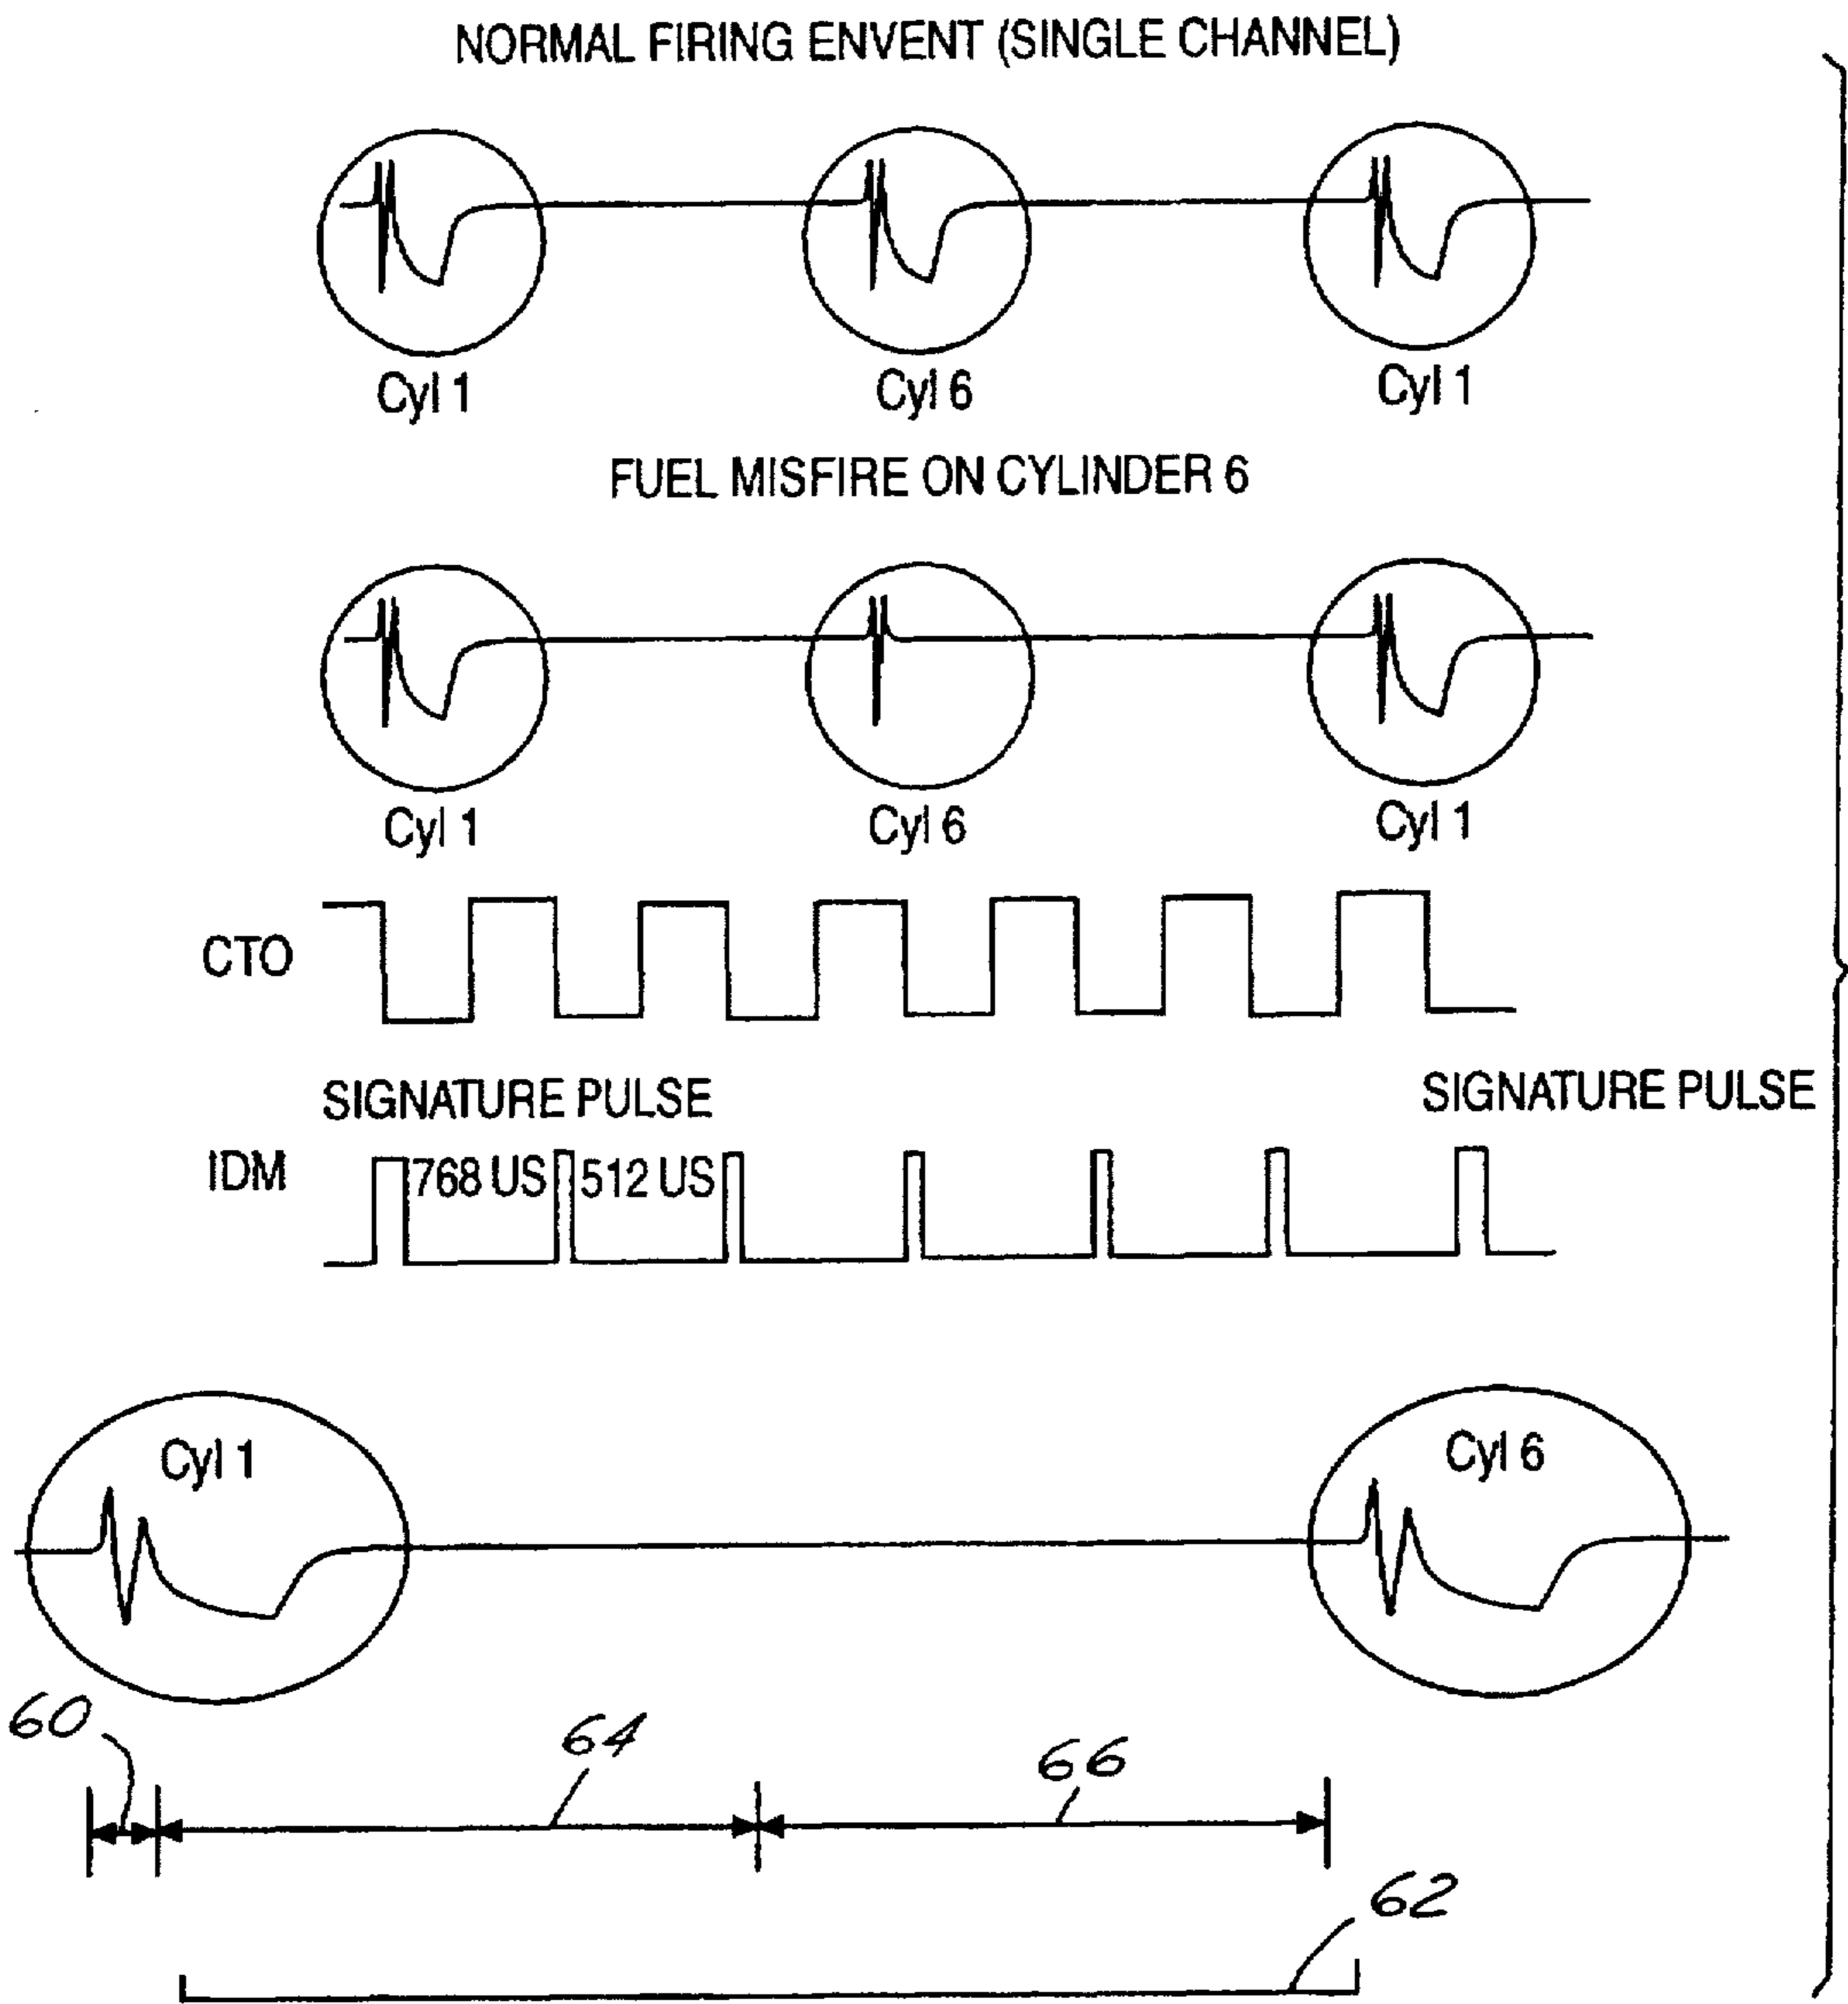 NORMAL FIRING ENVENT (SINGLE CHANNEL)
Cyl 1
Cyl 6
Cyl 1
FUEL MISFIRE ON CYLINDER 6
Cyl 1
Cyl 6
Cyl 1
CTO
SIGNATURE PULSE
SIGNATURE PULSE
IDM
768 US
512 US
Cyl 1
Cyl 6
60
64
66
62